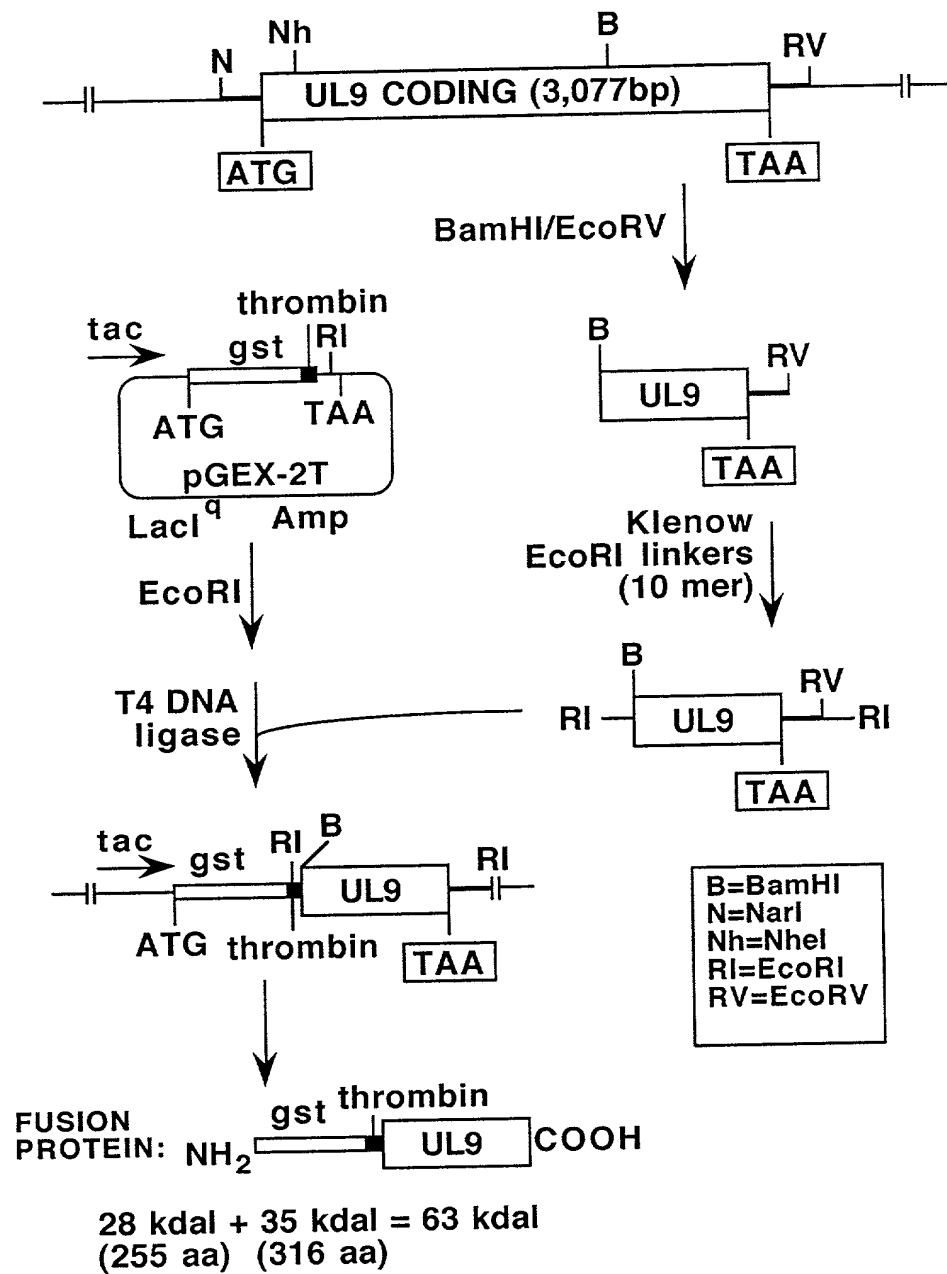 N
Nh
B
RV
UL9 CODING (3,077bp)
ATG
TAA
BamHI/EcoRV
thrombin
tac
gst
RI
ATG
TAA
pGEX-2T
LacI^q
Amp
EcoRI
B
RV
UL9
TAA
Klenow
EcoRI linkers
(10 mer)
T4 DNA
ligase
B
RV
RI
UL9
RI
TAA
tac
gst
RI
B
UL9
RI
ATG
thrombin
TAA
B=BamHI
N=NarI
Nh=NheI
RI=EcoRI
RV=EcoRV
FUSION
PROTEIN:
NH₂
gst
thrombin
UL9
COOH
28 kdal + 35 kdal = 63 kdal
(255 aa) (316 aa)